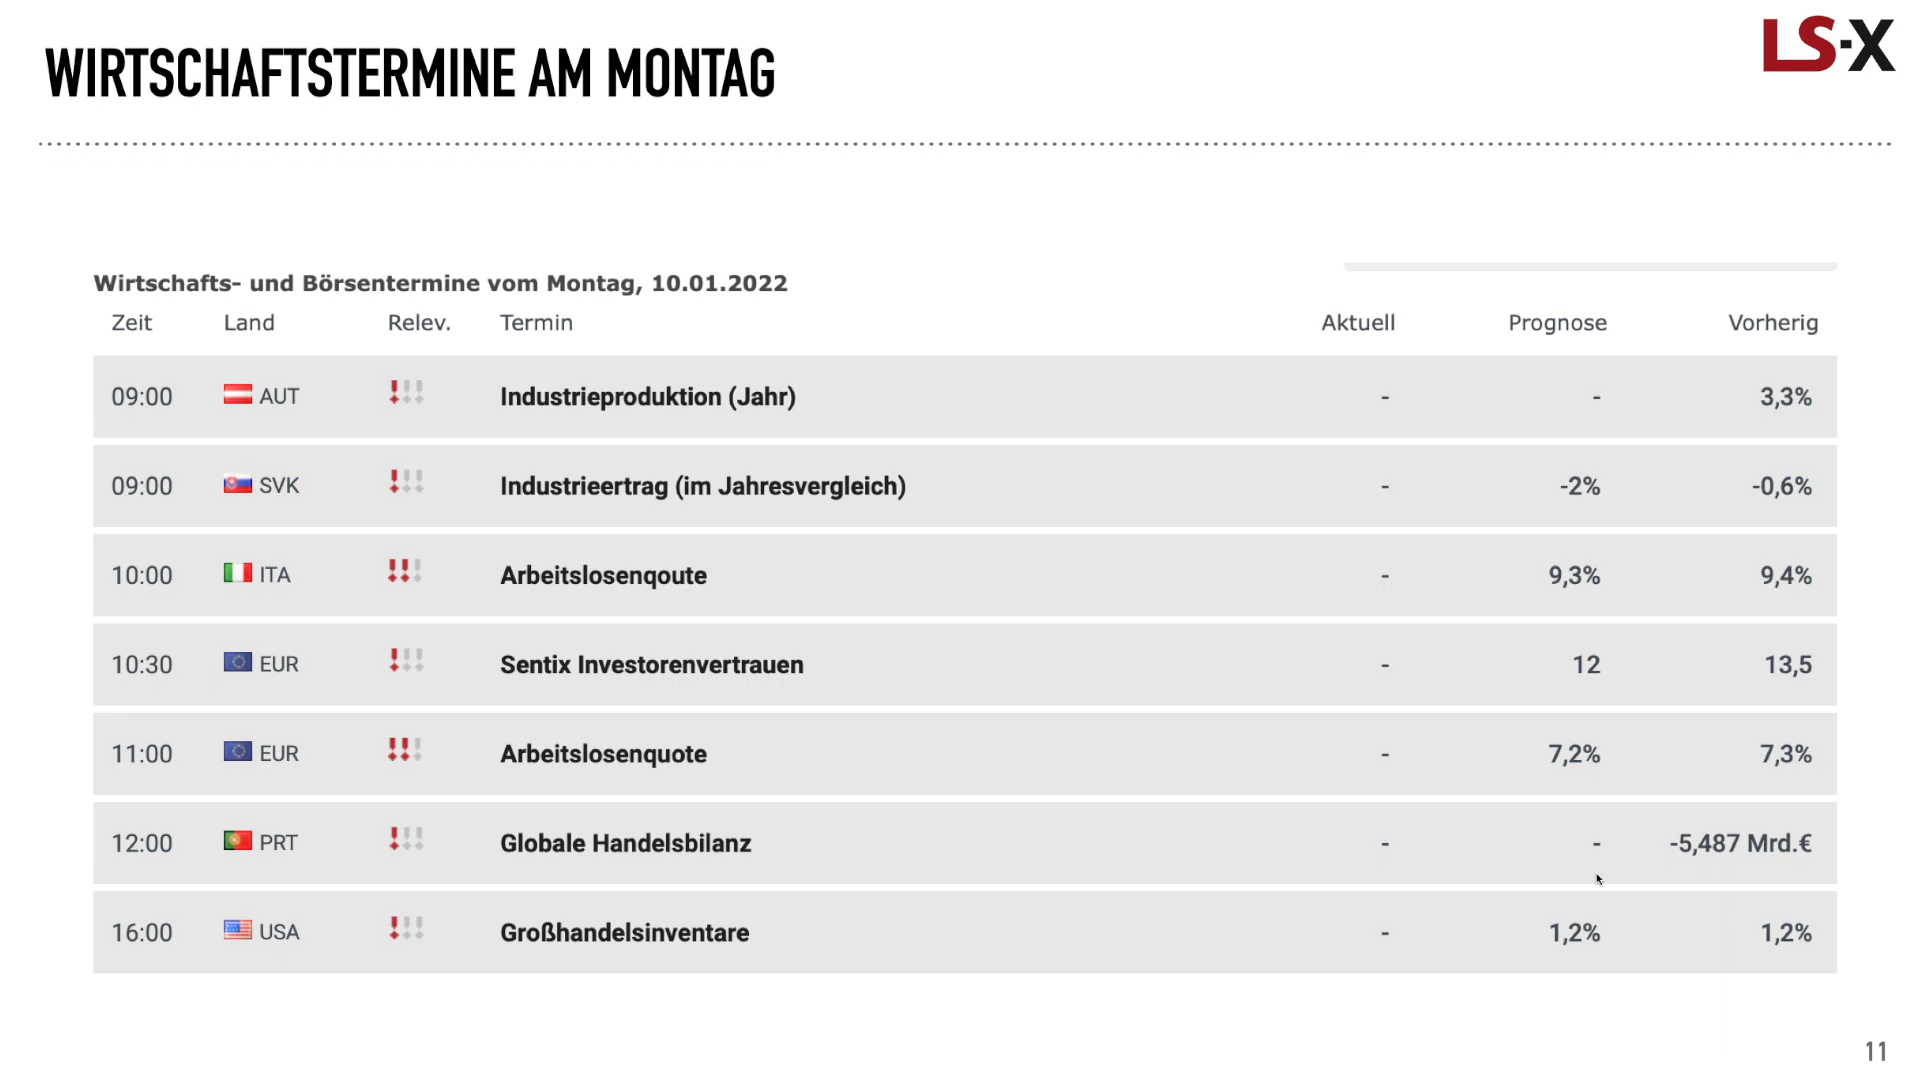 WIRTSCHAFTSTERMINE AM MONTAG
LS-X
Wirtschafts- und Börsentermine vom Montag, 10.01.2022
Zeit Land Relev. Termin Aktuell Prognose Vorherig
09:00 AUT Industrieproduktion (Jahr) - - 3,3%
09:00 SVK Industrieertrag (im Jahresvergleich) - -2% -0,6%
10:00 ITA Arbeitslosenqoute - 9,3% 9,4%
10:30 EUR Sentix Investorenvertrauen - 12 13,5
11:00 EUR Arbeitslosenquote - 7,2% 7,3%
12:00 PRT Globale Handelsbilanz - - -5,487 Mrd.€
16:00 USA Großhandelsinventare - 1,2% 1,2%
11